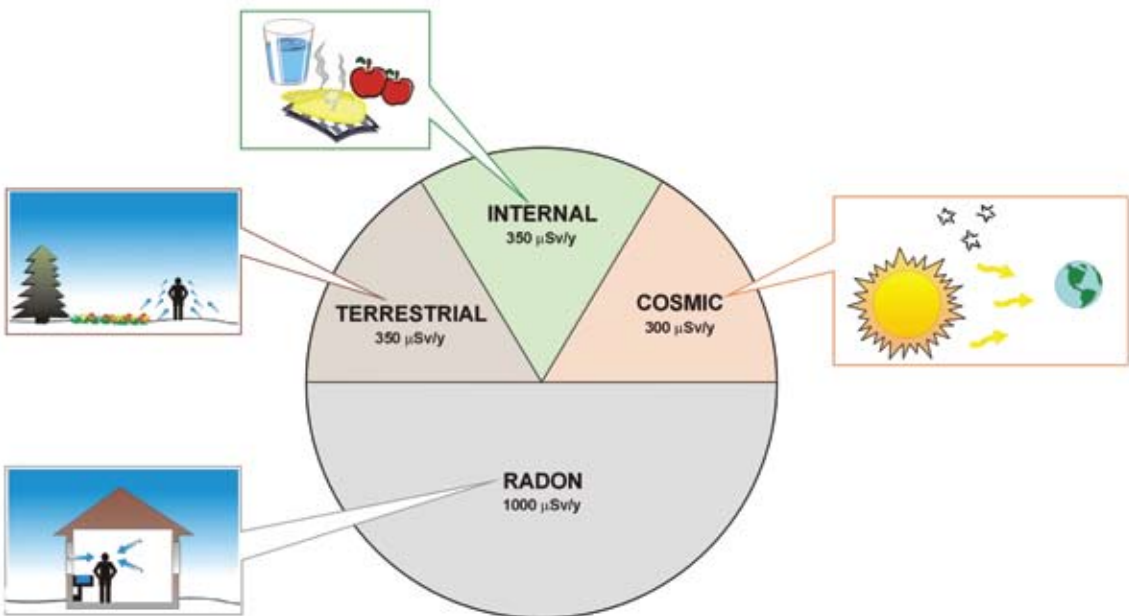 INTERNAL
350 μSv/y
TERRESTRIAL
350 μSv/y
COSMIC
300 μSv/y
RADON
1000 μSv/y